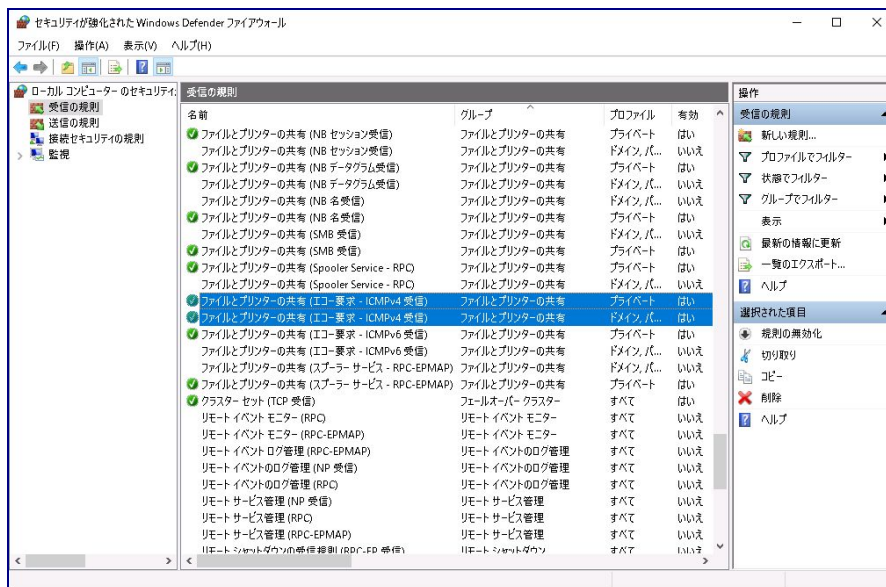 セキュリティが強化された Windows Defender ファイアウォール
ファイル(F) 操作(A) 表示(V) ヘルプ(H)
ローカル コンピューター のセキュリティ
受信の規則
送信の規則
接続セキュリティの規則
監視
受信の規則
名前 グループ プロファイル 有効
ファイルとプリンターの共有 (NB セッション受信) ファイルとプリンターの共有 プライベート はい
ファイルとプリンターの共有 (NB セッション受信) ファイルとプリンターの共有 ドメイン, パ... いいえ
ファイルとプリンターの共有 (NB データグラム受信) ファイルとプリンターの共有 プライベート はい
ファイルとプリンターの共有 (NB データグラム受信) ファイルとプリンターの共有 ドメイン, パ... いいえ
ファイルとプリンターの共有 (NB 名受信) ファイルとプリンターの共有 ドメイン, パ... いいえ
ファイルとプリンターの共有 (NB 名受信) ファイルとプリンターの共有 プライベート はい
ファイルとプリンターの共有 (SMB 受信) ファイルとプリンターの共有 ドメイン, パ... いいえ
ファイルとプリンターの共有 (SMB 受信) ファイルとプリンターの共有 プライベート はい
ファイルとプリンターの共有 (Spooler Service - RPC) ファイルとプリンターの共有 プライベート はい
ファイルとプリンターの共有 (Spooler Service - RPC) ファイルとプリンターの共有 ドメイン, パ... いいえ
ファイルとプリンターの共有 (エコー要求 - ICMPv4 受信) ファイルとプリンターの共有 プライベート はい
ファイルとプリンターの共有 (エコー要求 - ICMPv4 受信) ファイルとプリンターの共有 ドメイン, パ... はい
ファイルとプリンターの共有 (エコー要求 - ICMPv6 受信) ファイルとプリンターの共有 プライベート はい
ファイルとプリンターの共有 (エコー要求 - ICMPv6 受信) ファイルとプリンターの共有 ドメイン, パ... いいえ
ファイルとプリンターの共有 (スプーラー サービス - RPC-EPMAP) ファイルとプリンターの共有 ドメイン, パ... いいえ
ファイルとプリンターの共有 (スプーラー サービス - RPC-EPMAP) ファイルとプリンターの共有 プライベート はい
クラスター セット (TCP 受信) フェールオーバー クラスター すべて はい
リモート イベント モニター (RPC) リモート イベント モニター すべて いいえ
リモート イベント モニター (RPC-EPMAP) リモート イベント モニター すべて いいえ
リモート イベント ログ管理 (RPC-EPMAP) リモート イベントのログ管理 すべて いいえ
リモート イベントのログ管理 (NP 受信) リモート イベントのログ管理 すべて いいえ
リモート イベントのログ管理 (RPC) リモート イベントのログ管理 すべて いいえ
リモート サービス管理 (NP 受信) リモート サービス管理 すべて いいえ
リモート サービス管理 (RPC) リモート サービス管理 すべて いいえ
リモート サービス管理 (RPC-EPMAP) リモート サービス管理 すべて いいえ
リモート シャットダウンの受信規則 (RPC-EP 受信) リモート シャットダウン すべて いいえ
操作
受信の規則
新しい規則...
プロファイルでフィルター
状態でフィルター
グループでフィルター
表示
最新の情報に更新
一覧のエクスポート...
ヘルプ
選択された項目
規則の無効化
切り取り
コピー
削除
ヘルプ